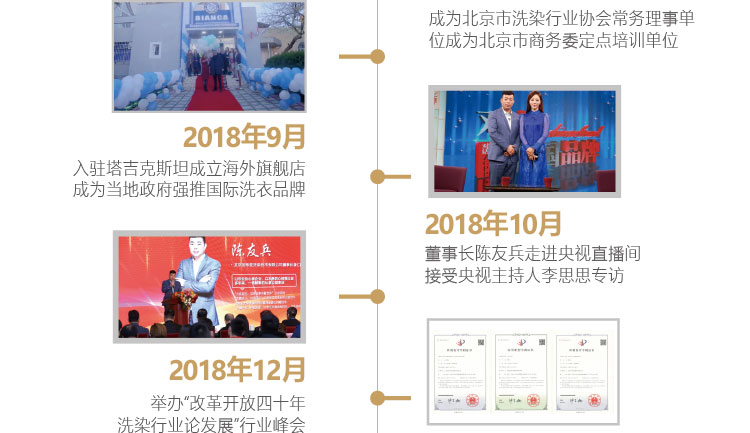 BIANCA
成为北京市洗染行业协会常务理事单
位成为北京市商务委定点培训单位
2018年9月
入驻塔吉克斯坦成立海外旗舰店
成为当地政府强推国际洗衣品牌
品牌
2018年10月
董事长陈友兵走进央视直播间
接受央视主持人李思思专访
陈友兵
2018年12月
举办“改革开放四十年
洗染行业论发展”行业峰会